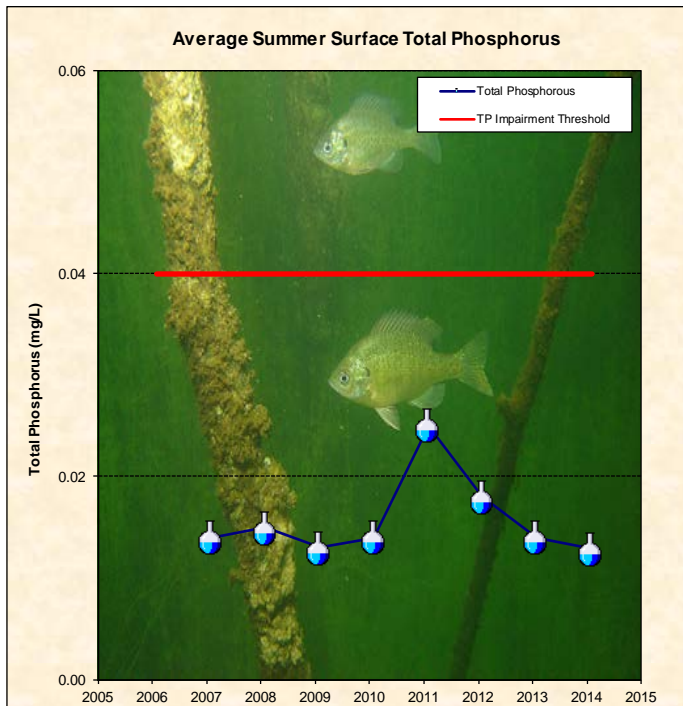 Average Summer Surface Total Phosphorus
Total Phosphorous
TP Impairment Threshold
Total Phosphorus (mg/L)
0.06
0.04
0.02
0.00
2005 2006 2007 2008 2009 2010 2011 2012 2013 2014 2015